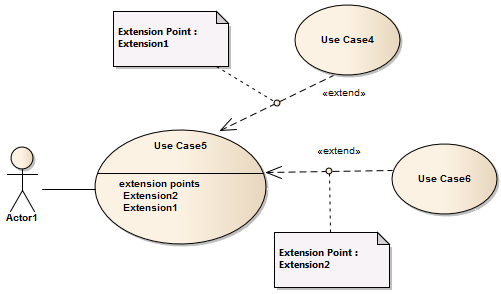 Extension Point :
Extension1
Use Case4
«extend»
Use Case5
«extend»
extension points
Extension2
Extension1
Use Case6
Actor1
Extension Point :
Extension2